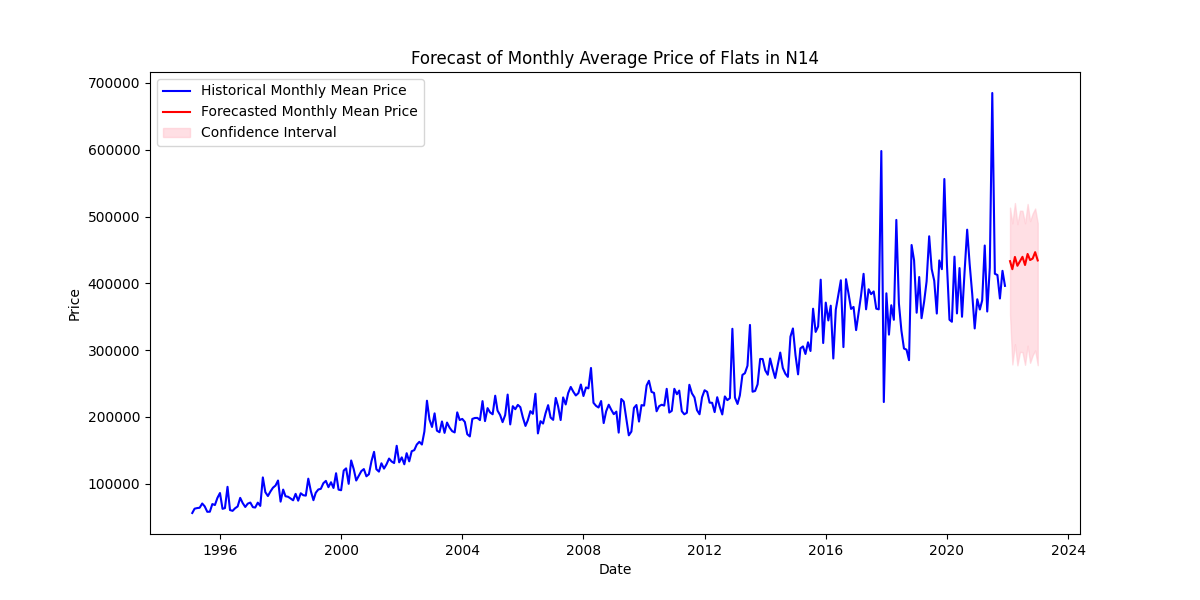 Forecast of Monthly Average Price of Flats in N14
Historical Monthly Mean Price
Forecasted Monthly Mean Price
Confidence Interval
700000
600000
500000
400000
300000
200000
100000
Price
1996 2000 2004 2008 2012 2016 2020 2024
Date